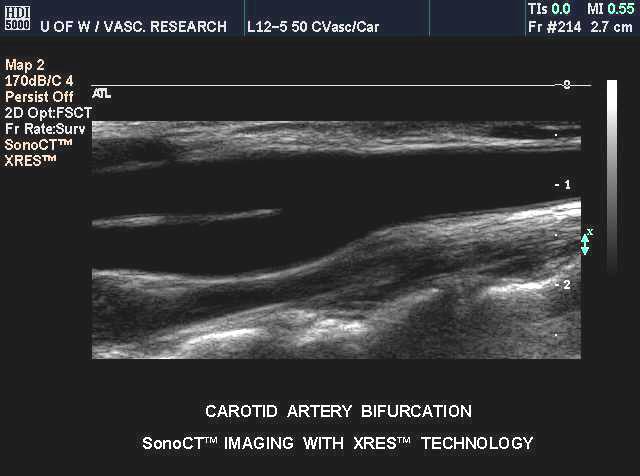 HDI 5000
U OF W / VASC. RESEARCH
L12-5 50 CVasc/Car
TIs 0.0 MI 0.55
Fr #214 2.7 cm
Map 2
170dB/C 4
Persist Off
2D Opt:FSCT
Fr Rate:Surv
SonoCT™
XRES™
ATL
0
1
x
2
CAROTID ARTERY BIFURCATION
SonoCT™ IMAGING WITH XRES™ TECHNOLOGY